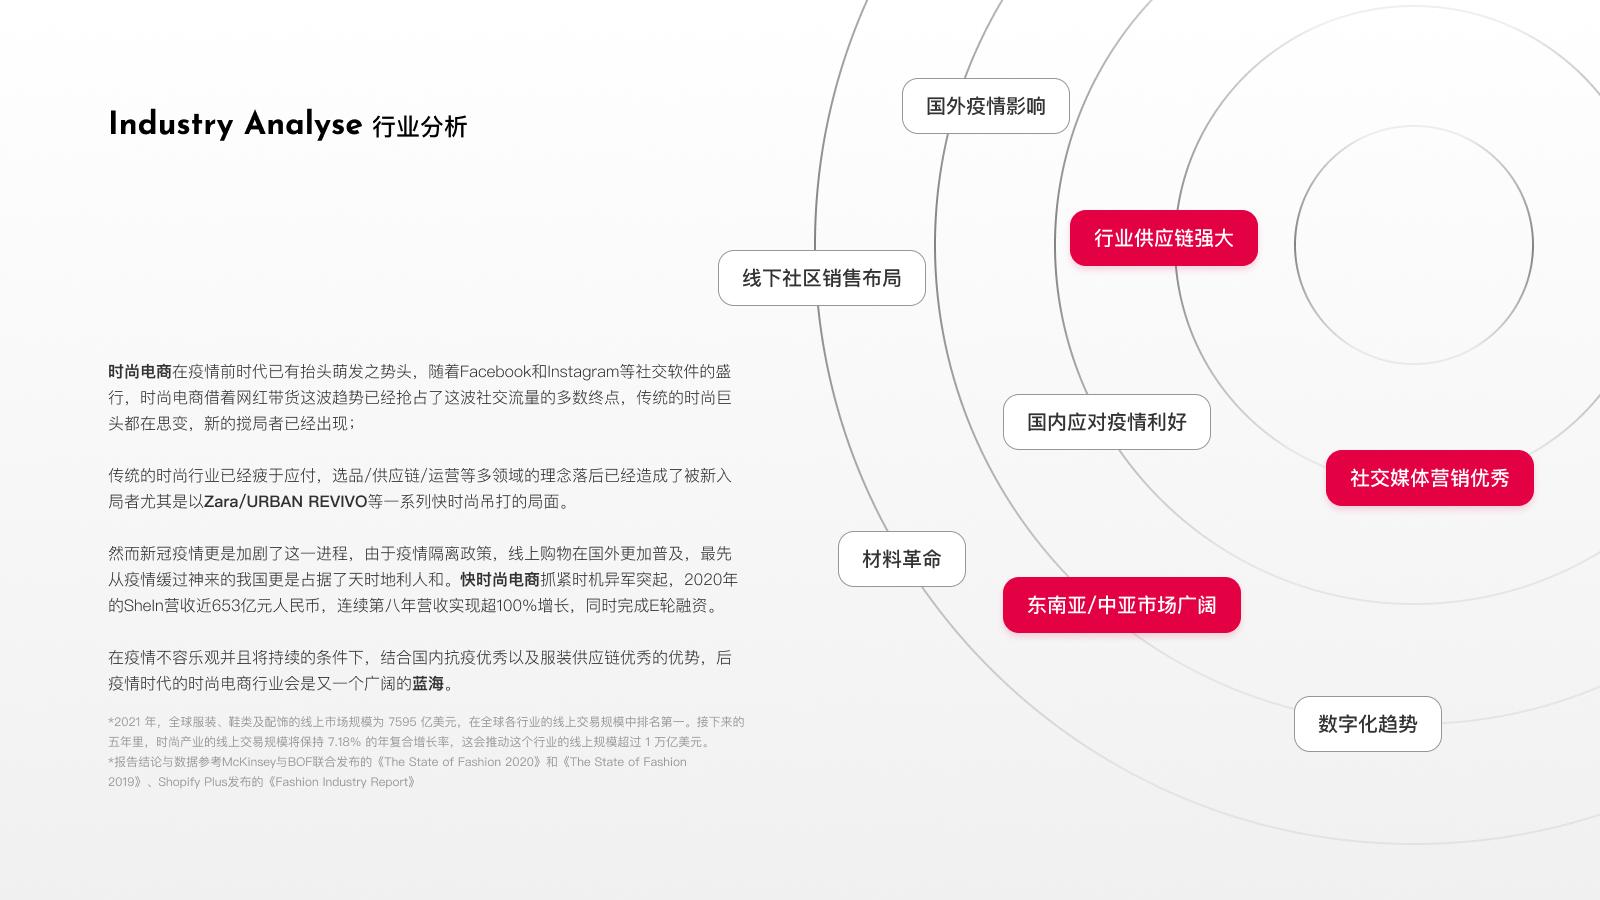 Industry Analyse 行业分析
国外疫情影响
行业供应链强大
线下社区销售布局
时尚电商在疫情前时代已有抬头萌发之势头，随着Facebook和Instagram等社交软件的盛
行，时尚电商借着网红带货这波趋势已经抢占了这波社交流量的多数终点，传统的时尚巨
头都在思变，新的搅局者已经出现；
传统的时尚行业已经疲于应付，选品/供应链/运营等多领域的理念落后已经造成了被新入
局者尤其是以Zara/URBAN REVIVO等一系列快时尚吊打的局面。
然而新冠疫情更是加剧了这一进程，由于疫情隔离政策，线上购物在国外更加普及，最先
从疫情缓过神来的我国更是占据了天时地利人和。快时尚电商抓紧时机异军突起，2020年
的SheIn营收近653亿元人民币，连续第八年营收实现超100%增长，同时完成E轮融资。
在疫情不容乐观并且将持续的条件下，结合国内抗疫优秀以及服装供应链优秀的优势，后
疫情时代的时尚电商行业会是又一个广阔的蓝海。
*2021 年，全球服装、鞋类及配饰的线上市场规模为 7595 亿美元，在全球各行业的线上交易规模中排名第一。接下来的
五年里，时尚产业的线上交易规模将保持 7.18% 的年复合增长率，这会推动这个行业的线上规模超过 1 万亿美元。
*报告结论与数据参考McKinsey与BOF联合发布的《The State of Fashion 2020》和《The State of Fashion
2019》、Shopify Plus发布的《Fashion Industry Report》
国内应对疫情利好
社交媒体营销优秀
材料革命
东南亚/中亚市场广阔
数字化趋势